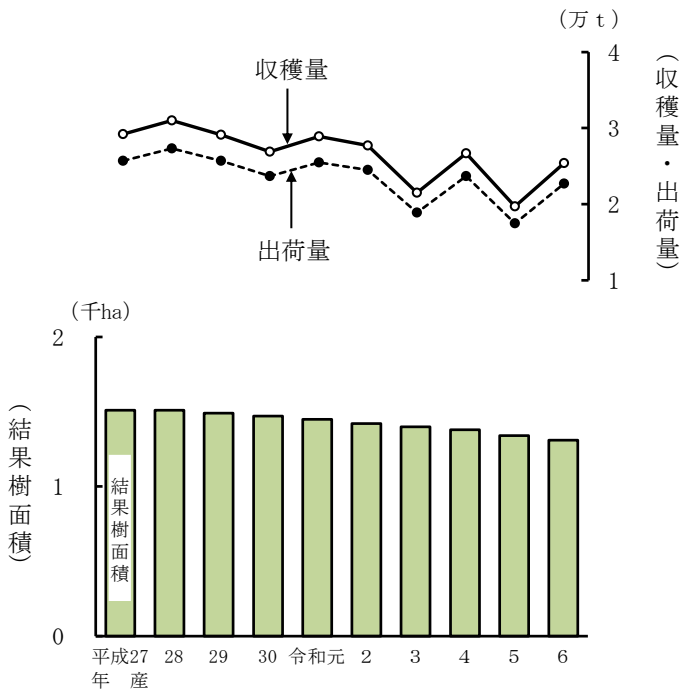 （万ｔ）
4
3
2
1
（収穫量・出荷量）
収穫量
出荷量
（千ha）
2
1
0
（結果樹面積）
結果樹面積
平成27 28 29 30 令和元 2 3 4 5 6
年 産